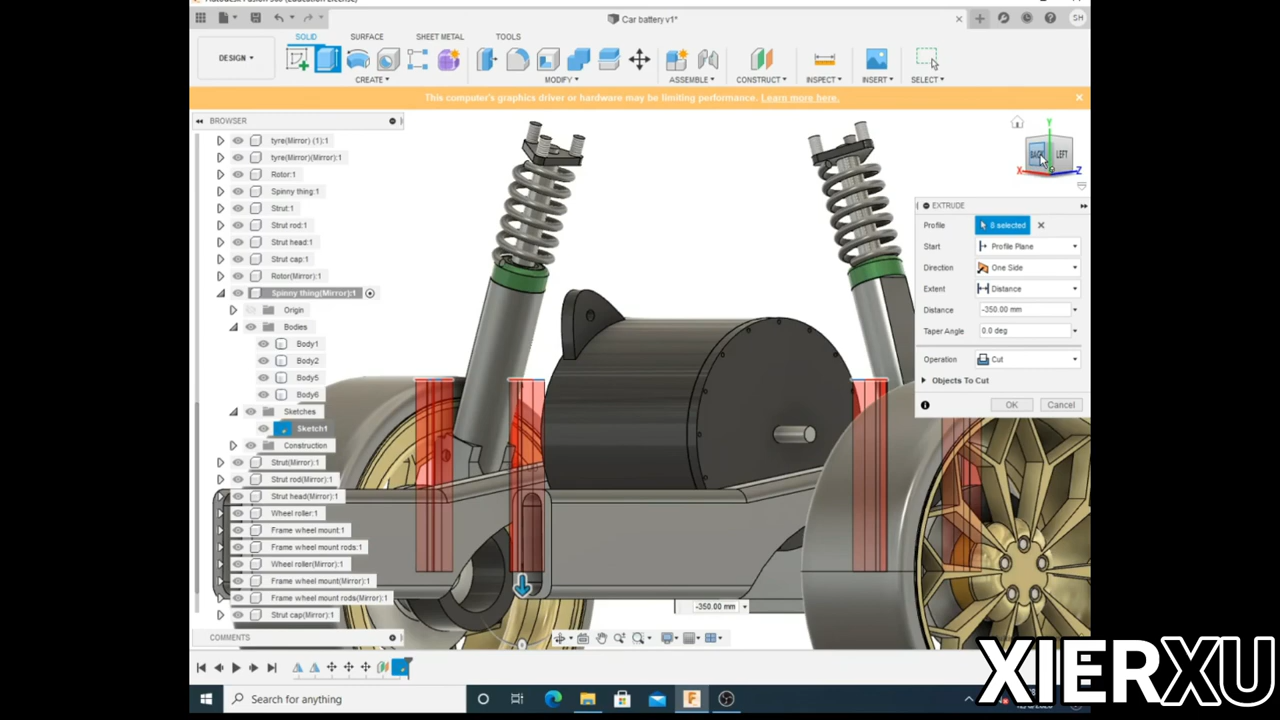 Autodesk Fusion 360 (Education License)
Car battery v1*
SH
SOLID
SURFACE
SHEET METAL
TOOLS
DESIGN
CREATE
MODIFY
ASSEMBLE
CONSTRUCT
INSPECT
INSERT
SELECT
This computer's graphics driver or hardware may be limiting performance. Learn more here.
BROWSER
tyre(Mirror) (1):1
tyre(Mirror)(Mirror):1
Rotor:1
Spinny thing:1
Strut:1
Strut rod:1
Strut head:1
Strut cap:1
Rotor(Mirror):1
Spinny thing(Mirror):1
Origin
Bodies
Body1
Body2
Body5
Body6
Sketches
Sketch1
Construction
Strut(Mirror):1
Strut rod(Mirror):1
Strut head(Mirror):1
Wheel roller:1
Frame wheel mount:1
Frame wheel mount rods:1
Wheel roller(Mirror):1
Frame wheel mount(Mirror):1
Frame wheel mount rods(Mirror):1
Strut cap(Mirror):1
COMMENTS
Y
BACK
LEFT
X
Z
EXTRUDE
Profile
8 selected
Start
Profile Plane
Direction
One Side
Extent
Distance
Distance
-350.00 mm
Taper Angle
0.0 deg
Operation
Cut
Objects To Cut
OK
Cancel
-350.00 mm
Search for anything
XIERXU